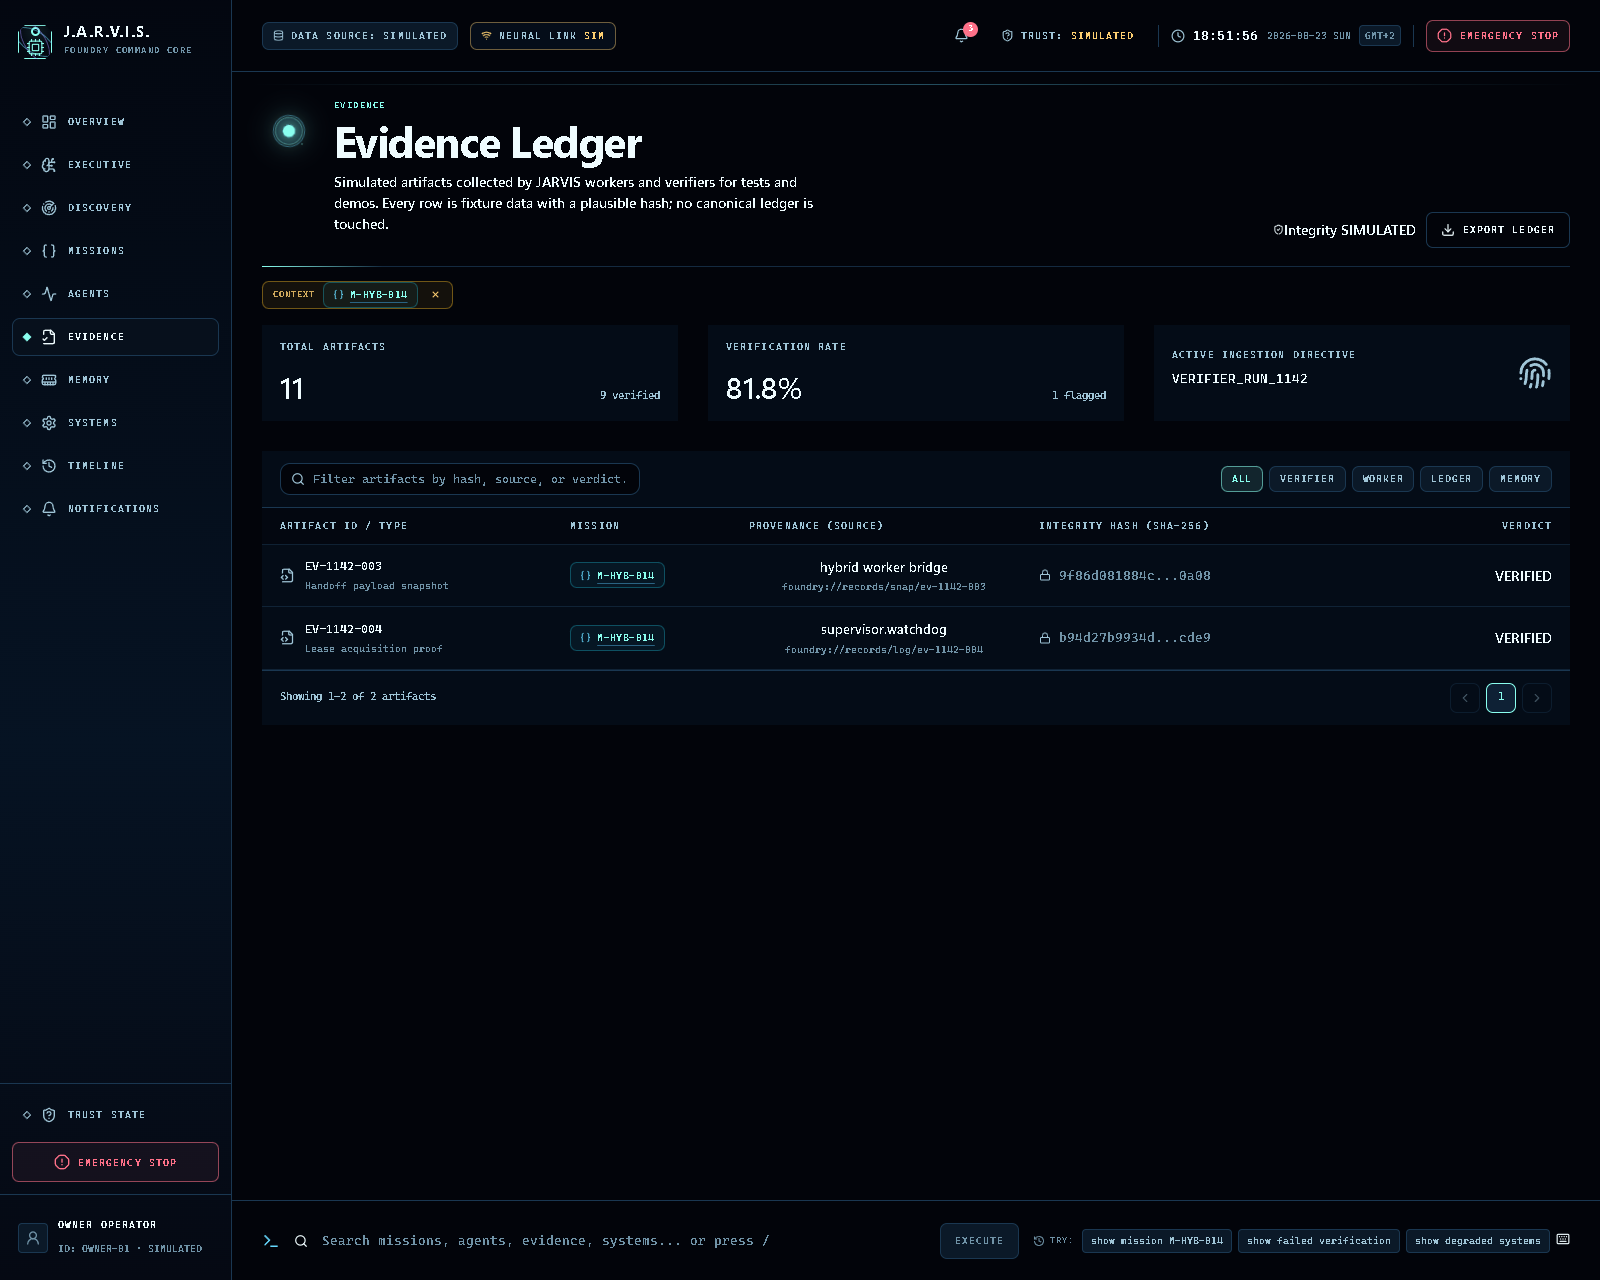 J.A.R.V.I.S.
FOUNDRY COMMAND CORE
DATA SOURCE: SIMULATED
NEURAL LINK SIM
3
TRUST: SIMULATED
18:51:56
2026-08-23 SUN
GMT+2
EMERGENCY STOP
OVERVIEW
EXECUTIVE
DISCOVERY
MISSIONS
AGENTS
EVIDENCE
MEMORY
SYSTEMS
TIMELINE
NOTIFICATIONS
TRUST STATE
EMERGENCY STOP
OWNER OPERATOR
ID: OWNER-01 • SIMULATED
EVIDENCE
Evidence Ledger
Simulated artifacts collected by JARVIS workers and verifiers for tests and
demos. Every row is fixture data with a plausible hash; no canonical ledger is
touched.
Integrity SIMULATED
EXPORT LEDGER
CONTEXT {} M-HYB-014 ×
TOTAL ARTIFACTS
11
9 verified
VERIFICATION RATE
81.8%
1 flagged
ACTIVE INGESTION DIRECTIVE
VERIFIER_RUN_1142
Filter artifacts by hash, source, or verdict.
ALL
VERIFIER
WORKER
LEDGER
MEMORY
ARTIFACT ID / TYPE
MISSION
PROVENANCE (SOURCE)
INTEGRITY HASH (SHA-256)
VERDICT
EV-1142-003
Handoff payload snapshot
{} M-HYB-014
hybrid worker bridge
foundry://records/snap/ev-1142-003
9f86d081884c...0a08
VERIFIED
EV-1142-004
Lease acquisition proof
{} M-HYB-014
supervisor.watchdog
foundry://records/log/ev-1142-004
b94d27b9934d...cde9
VERIFIED
Showing 1-2 of 2 artifacts
1
Search missions, agents, evidence, systems... or press /
EXECUTE
TRY:
show mission M-HYB-014
show failed verification
show degraded systems